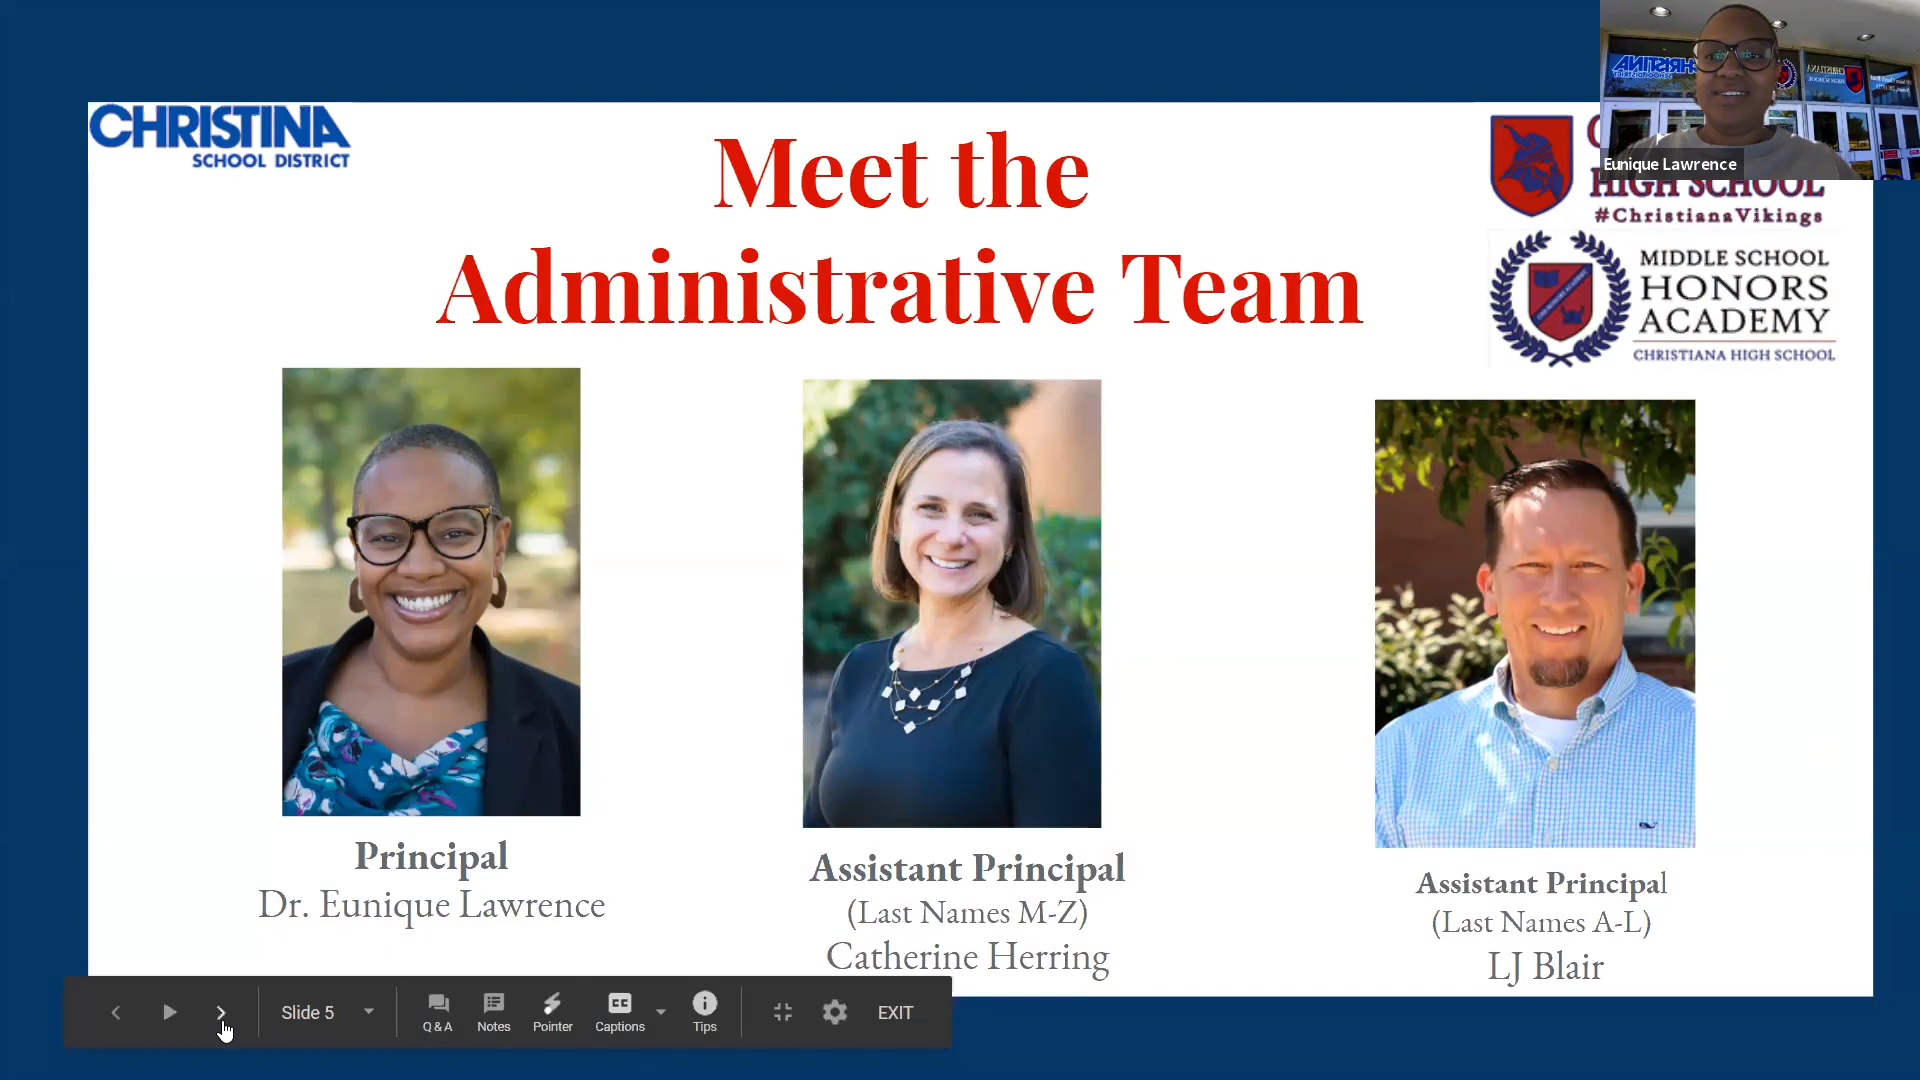 CHRISTINA
SCHOOL DISTRICT
Meet the
Administrative Team
Eunique Lawrence
HIGH SCHOOL
#ChristianaVikings
MIDDLE SCHOOL
HONORS
ACADEMY
CHRISTIANA HIGH SCHOOL
Principal
Dr. Eunique Lawrence
Assistant Principal
(Last Names M-Z)
Catherine Herring
Assistant Principal
(Last Names A-L)
LJ Blair
Slide 5
Q & A
Notes
Pointer
CC
Captions
Tips
EXIT